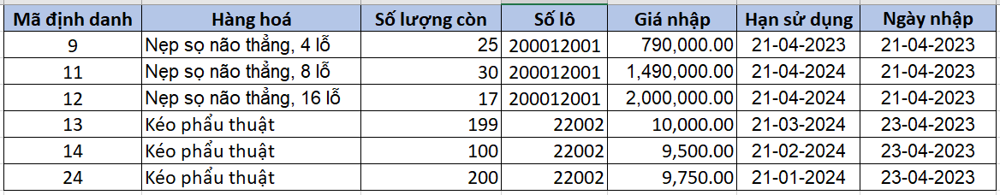 Mã định danh Hàng hoá Số lượng còn Số lô Giá nhập Hạn sử dụng Ngày nhập
9 Nẹp sọ não thẳng, 4 lỗ 25 200012001 790,000.00 21-04-2023 21-04-2023
11 Nẹp sọ não thẳng, 8 lỗ 30 200012001 1,490,000.00 21-04-2024 21-04-2023
12 Nẹp sọ não thẳng, 16 lỗ 17 200012001 2,000,000.00 21-04-2024 21-04-2023
13 Kéo phẩu thuật 199 22002 10,000.00 21-03-2024 23-04-2023
14 Kéo phẩu thuật 100 22002 9,500.00 21-02-2024 23-04-2023
24 Kéo phẩu thuật 200 22002 9,750.00 21-01-2024 23-04-2023